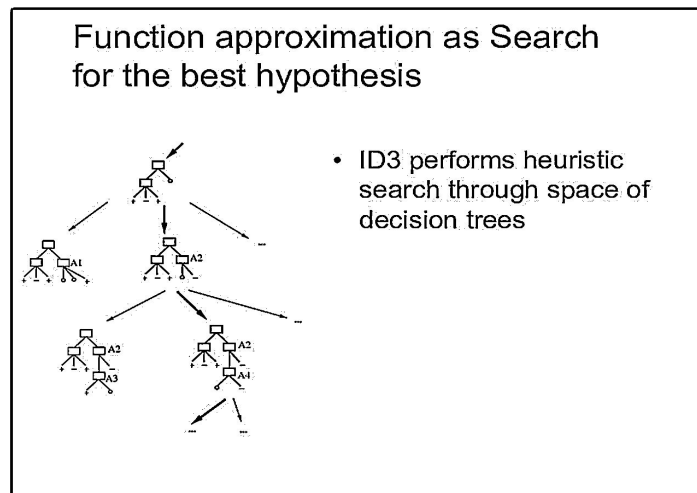 Function approximation as Search
for the best hypothesis
• ID3 performs heuristic
search through space of
decision trees
+ − +
...
A1
+ − + +
A2
+ − + −
...
A2
+ − + −
A3
+
A2
+ − + −
A4
−
... ...